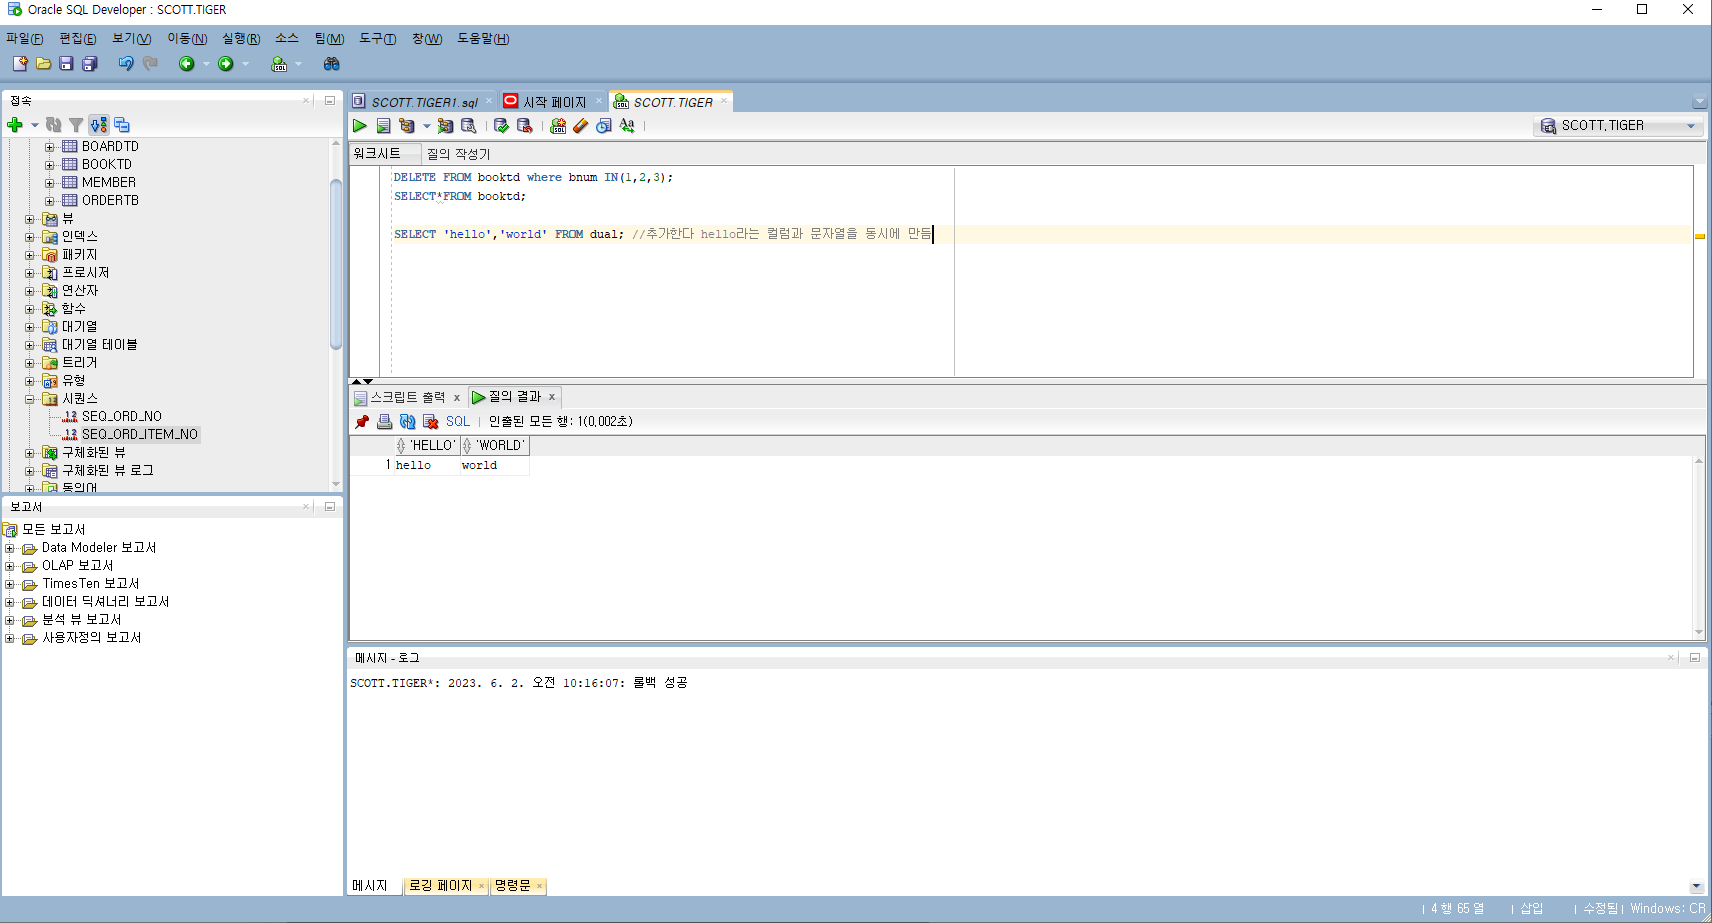 Oracle SQL Developer : SCOTT.TIGER
파일(F) 편집(E) 보기(V) 이동(N) 실행(R) 소스 팀(M) 도구(T) 창(W) 도움말(H)
접속
BOARDTD
BOOKTD
MEMBER
ORDERTB
뷰
인덱스
패키지
프로시저
연산자
함수
대기열
대기열 테이블
트리거
유형
시퀀스
SEQ_ORD_NO
SEQ_ORD_ITEM_NO
구체화된 뷰
구체화된 뷰 로그
동의어
보고서
모든 보고서
Data Modeler 보고서
OLAP 보고서
TimesTen 보고서
데이터 딕셔너리 보고서
분석 뷰 보고서
사용자정의 보고서
SCOTT.TIGER1.sql 시작 페이지 SCOTT.TIGER
SCOTT.TIGER
워크시트 질의 작성기
DELETE FROM booktd where bnum IN(1,2,3);
SELECT*FROM booktd;
SELECT 'hello','world' FROM dual; //추가한다 hello라는 컬럼과 문자열을 동시에 만듬
스크립트 출력 x 질의 결과 x
SQL | 인출된 모든 행: 1(0.002초)
'HELLO' 'WORLD'
1 hello world
메시지 - 로그
SCOTT.TIGER*: 2023. 6. 2. 오전 10:16:07: 롤백 성공
메시지 로깅 페이지 명령문
4 행 65 열 | 삽입 | 수정됨 | Windows: CR